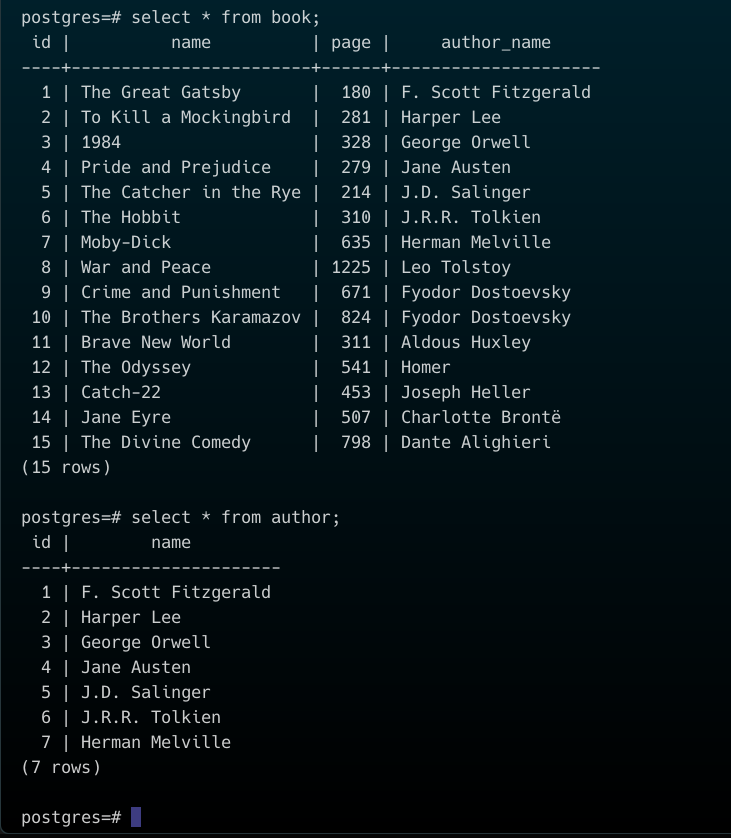 postgres=# select * from book;
 id |          name          | page |     author_name
----+------------------------+------+---------------------
  1 | The Great Gatsby       |  180 | F. Scott Fitzgerald
  2 | To Kill a Mockingbird  |  281 | Harper Lee
  3 | 1984                   |  328 | George Orwell
  4 | Pride and Prejudice    |  279 | Jane Austen
  5 | The Catcher in the Rye |  214 | J.D. Salinger
  6 | The Hobbit             |  310 | J.R.R. Tolkien
  7 | Moby-Dick              |  635 | Herman Melville
  8 | War and Peace          | 1225 | Leo Tolstoy
  9 | Crime and Punishment   |  671 | Fyodor Dostoevsky
 10 | The Brothers Karamazov |  824 | Fyodor Dostoevsky
 11 | Brave New World        |  311 | Aldous Huxley
 12 | The Odyssey            |  541 | Homer
 13 | Catch-22               |  453 | Joseph Heller
 14 | Jane Eyre              |  507 | Charlotte Brontë
 15 | The Divine Comedy      |  798 | Dante Alighieri
(15 rows)

postgres=# select * from author;
 id |        name
----+---------------------
  1 | F. Scott Fitzgerald
  2 | Harper Lee
  3 | George Orwell
  4 | Jane Austen
  5 | J.D. Salinger
  6 | J.R.R. Tolkien
  7 | Herman Melville
(7 rows)

postgres=#